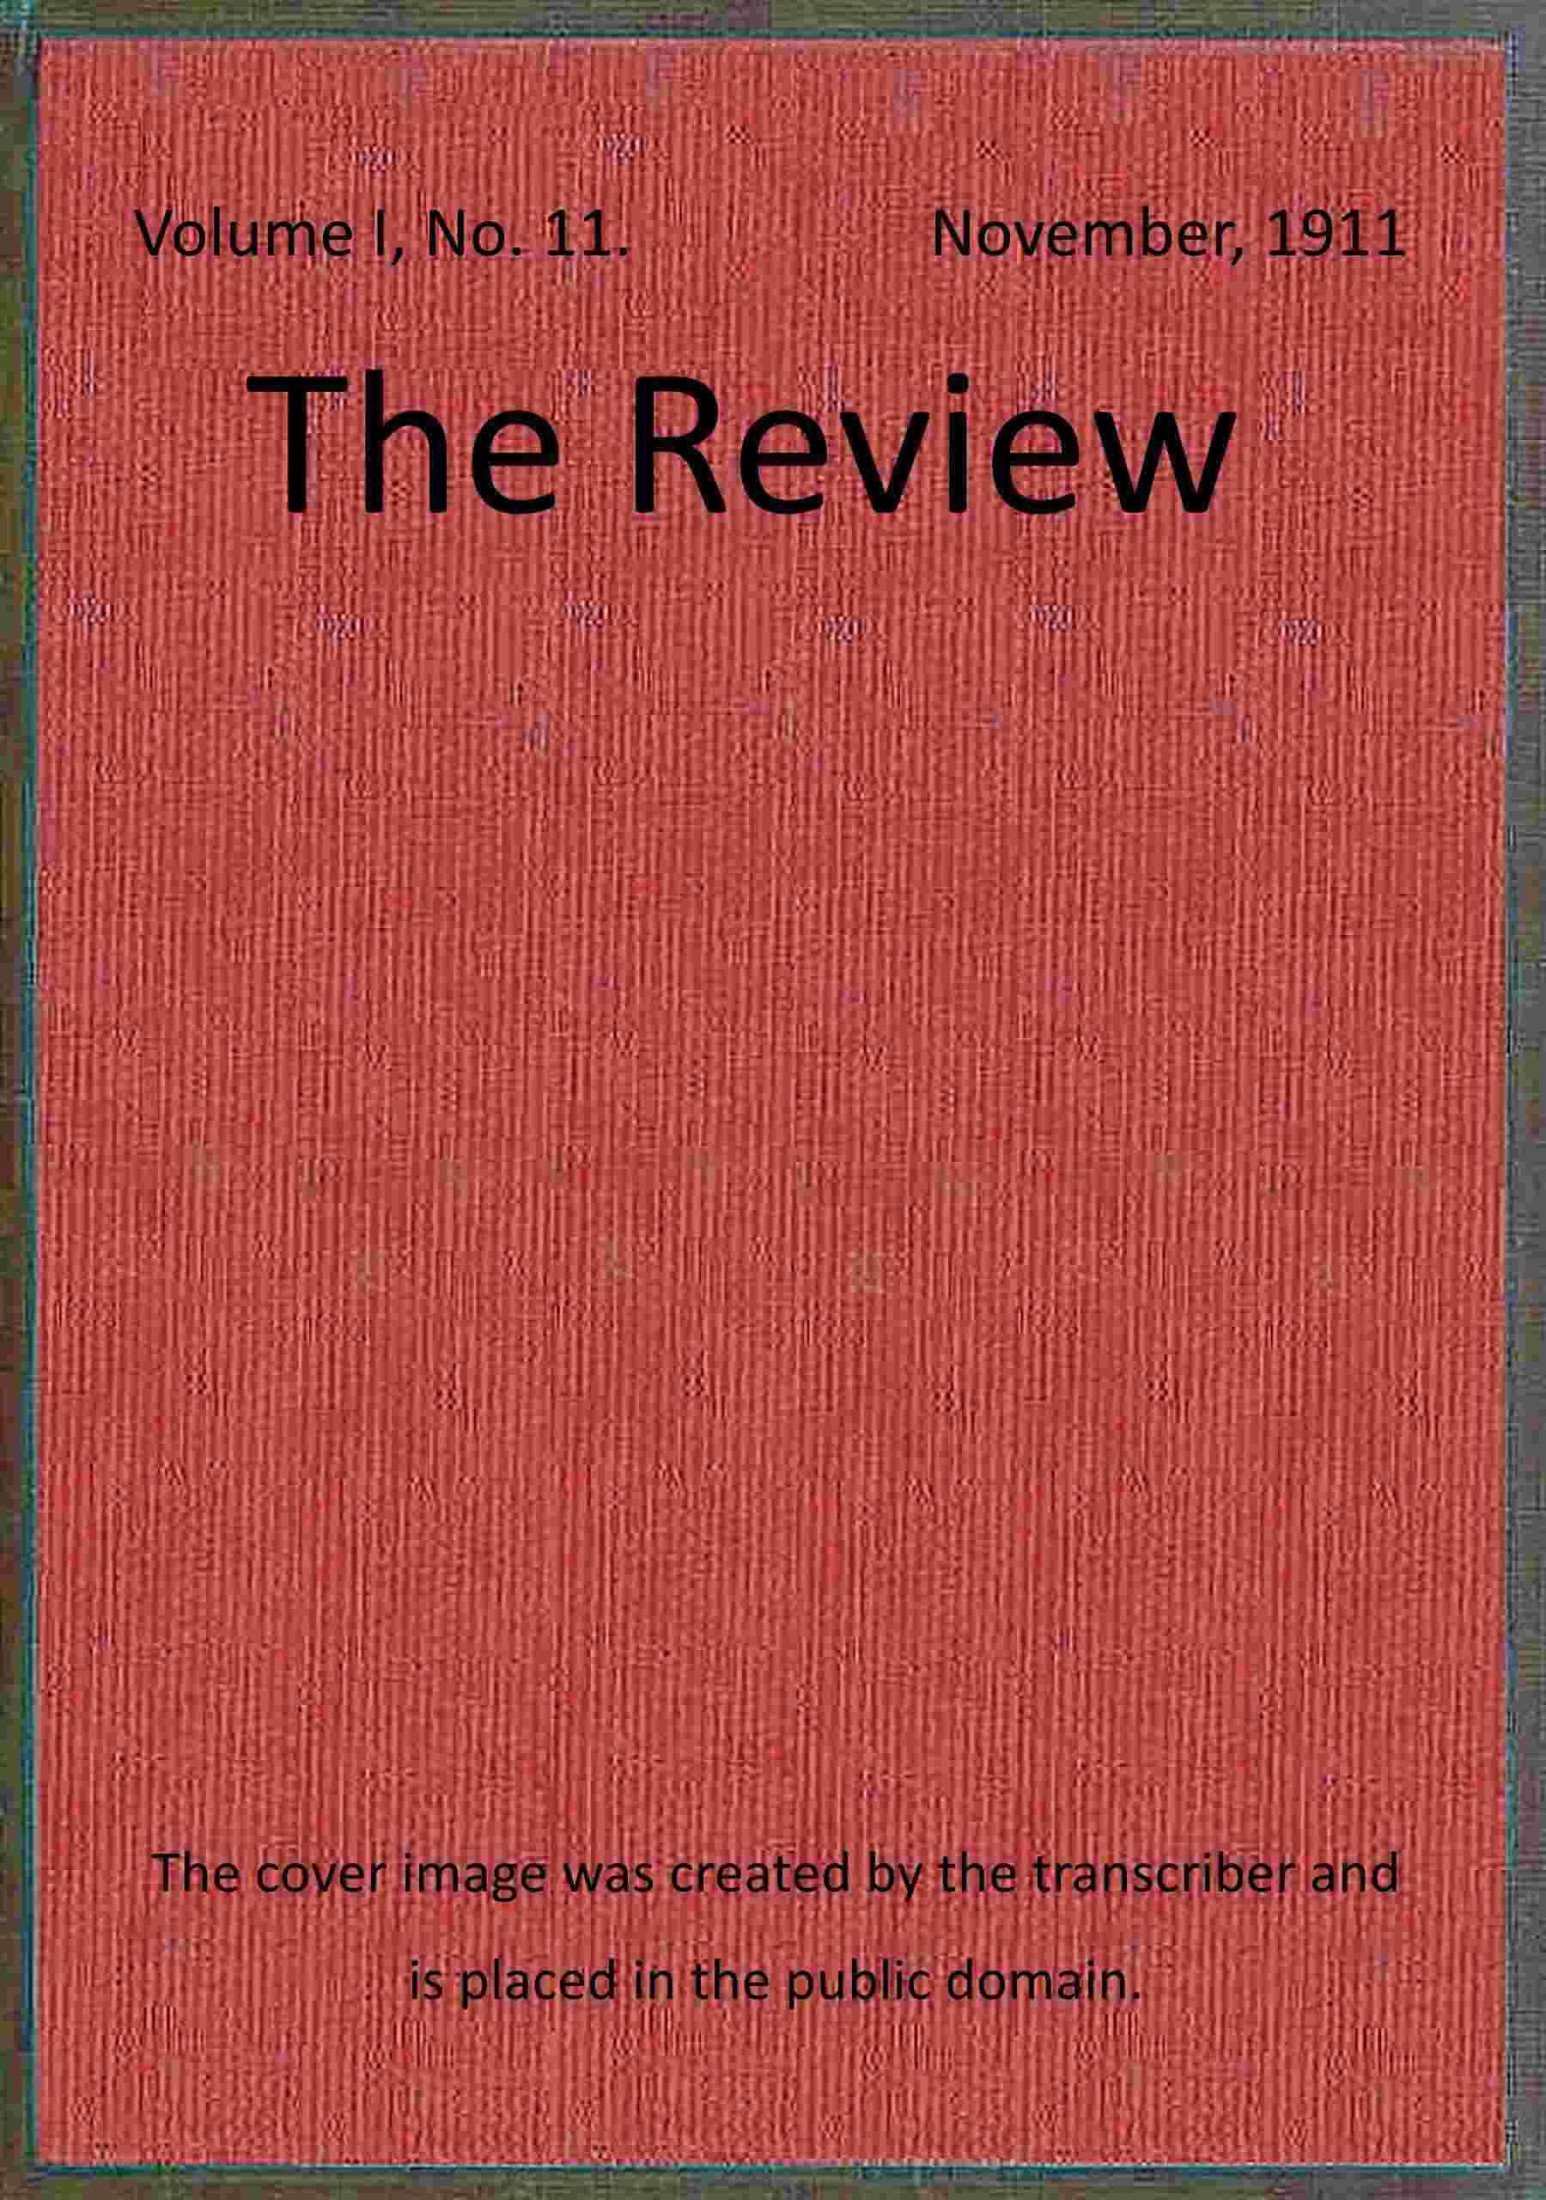 Volume I, No. 11. November, 1911
The Review
The cover image was created by the transcriber and
is placed in the public domain.